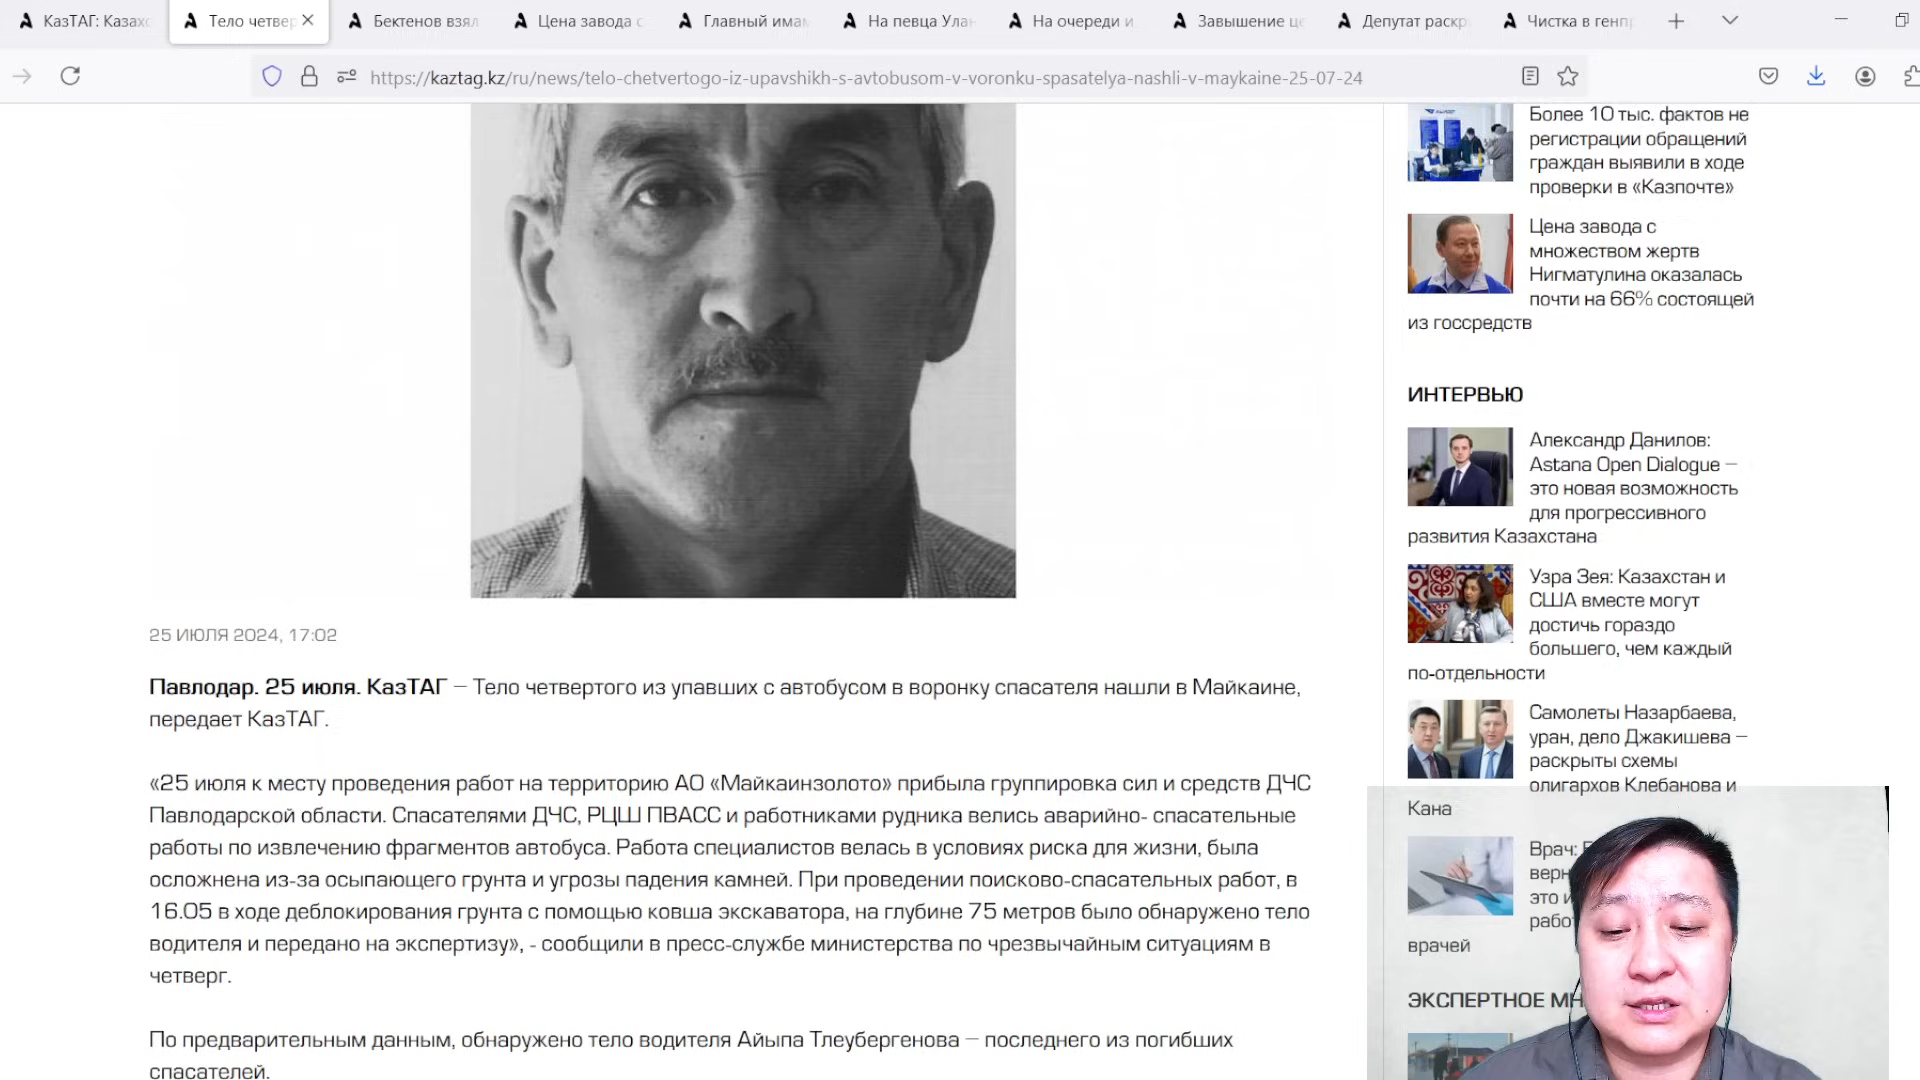 КазТАГ: Казахс
Тело четвер
Бектенов взял
Цена завода с
Главный имам
На певца Улан
На очереди и
Завышение це
Депутат раскр
Чистка в генпр
https://kaztag.kz/ru/news/telo-chetvertogo-iz-upavshikh-s-avtobusom-v-voronku-spasatelya-nashli-v-maykaine-25-07-24
25 ИЮЛЯ 2024, 17:02
Павлодар. 25 июля. КазТАГ – Тело четвертого из упавших с автобусом в воронку спасателя нашли в Майкаине,
передает КазТАГ.
«25 июля к месту проведения работ на территорию АО «Майкаинзолото» прибыла группировка сил и средств ДЧС
Павлодарской области. Спасателями ДЧС, РЦШ ПВАСС и работниками рудника велись аварийно- спасательные
работы по извлечению фрагментов автобуса. Работа специалистов велась в условиях риска для жизни, была
осложнена из-за осыпающего грунта и угрозы падения камней. При проведении поисково-спасательных работ, в
16.05 в ходе деблокирования грунта с помощью ковша экскаватора, на глубине 75 метров было обнаружено тело
водителя и передано на экспертизу», - сообщили в пресс-службе министерства по чрезвычайным ситуациям в
четверг.
По предварительным данным, обнаружено тело водителя Айыпа Тлеубергенова – последнего из погибших
спасателей.
Более 10 тыс. фактов не
регистрации обращений
граждан выявили в ходе
проверки в «Казпочте»
Цена завода с
множеством жертв
Нигматулина оказалась
почти на 66% состоящей
из госсредств
ИНТЕРВЬЮ
Александр Данилов:
Astana Open Dialogue –
это новая возможность
для прогрессивного
развития Казахстана
Узра Зея: Казахстан и
США вместе могут
достичь гораздо
большего, чем каждый
по-отдельности
Самолеты Назарбаева,
уран, дело Джакишева –
раскрыты схемы
олигархов Клебанова и
Кана
Врач:
верн
это и
рабо
врачей
ЭКСПЕРТНОЕ МН